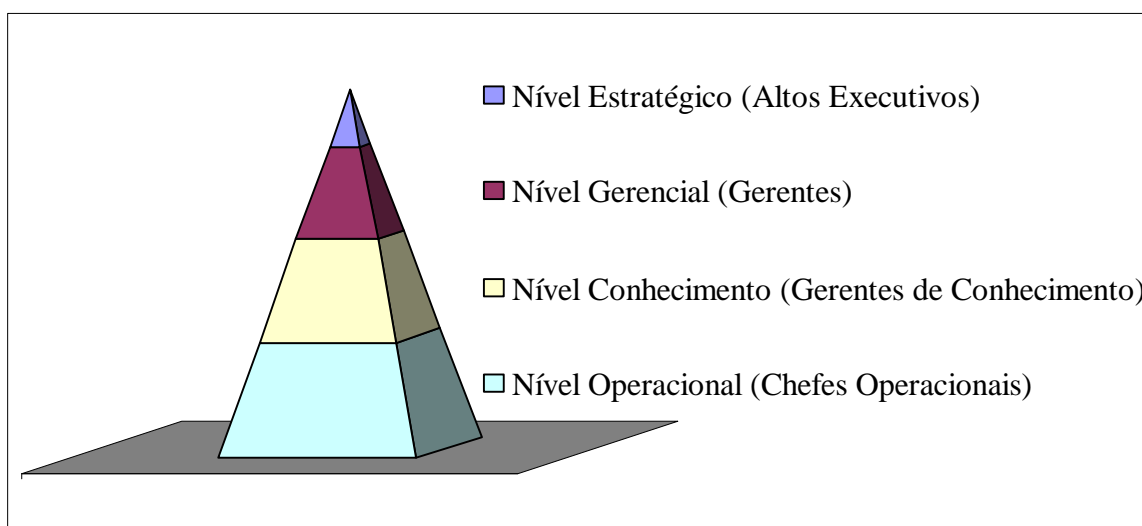 Nível Estratégico (Altos Executivos)
Nível Gerencial (Gerentes)
Nível Conhecimento (Gerentes de Conhecimento)
Nível Operacional (Chefes Operacionais)